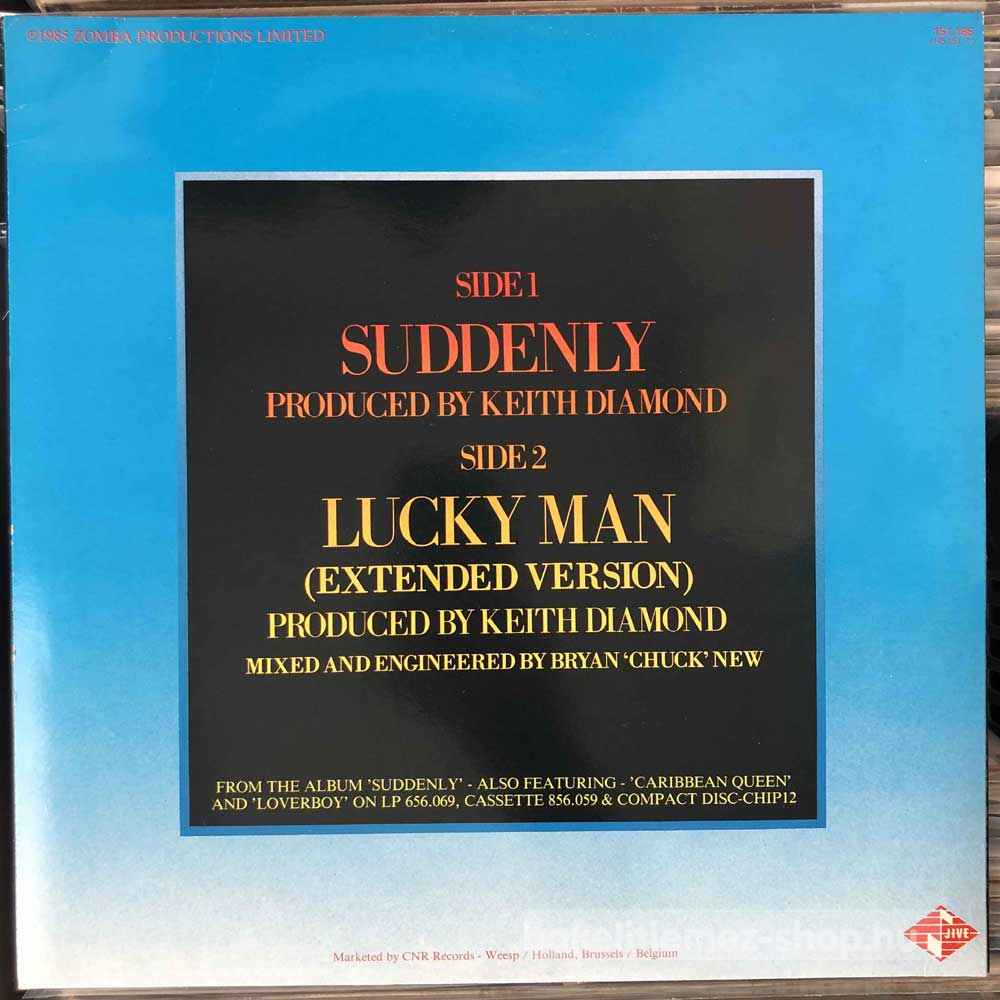 ©1985 ZOMBA PRODUCTIONS LIMITED
SIDE 1
SUDDENLY
PRODUCED BY KEITH DIAMOND
SIDE 2
LUCKY MAN
(EXTENDED VERSION)
PRODUCED BY KEITH DIAMOND
MIXED AND ENGINEERED BY BRYAN ‘CHUCK’ NEW
FROM THE ALBUM 'SUDDENLY' - ALSO FEATURING - 'CARIBBEAN QUEEN'
AND 'LOVERBOY' ON LP 656.069, CASSETTE 856.059 & COMPACT DISC-CHIP12
JIVE
Marketed by CNR Records - Weesp / Holland, Brussels / Belgium